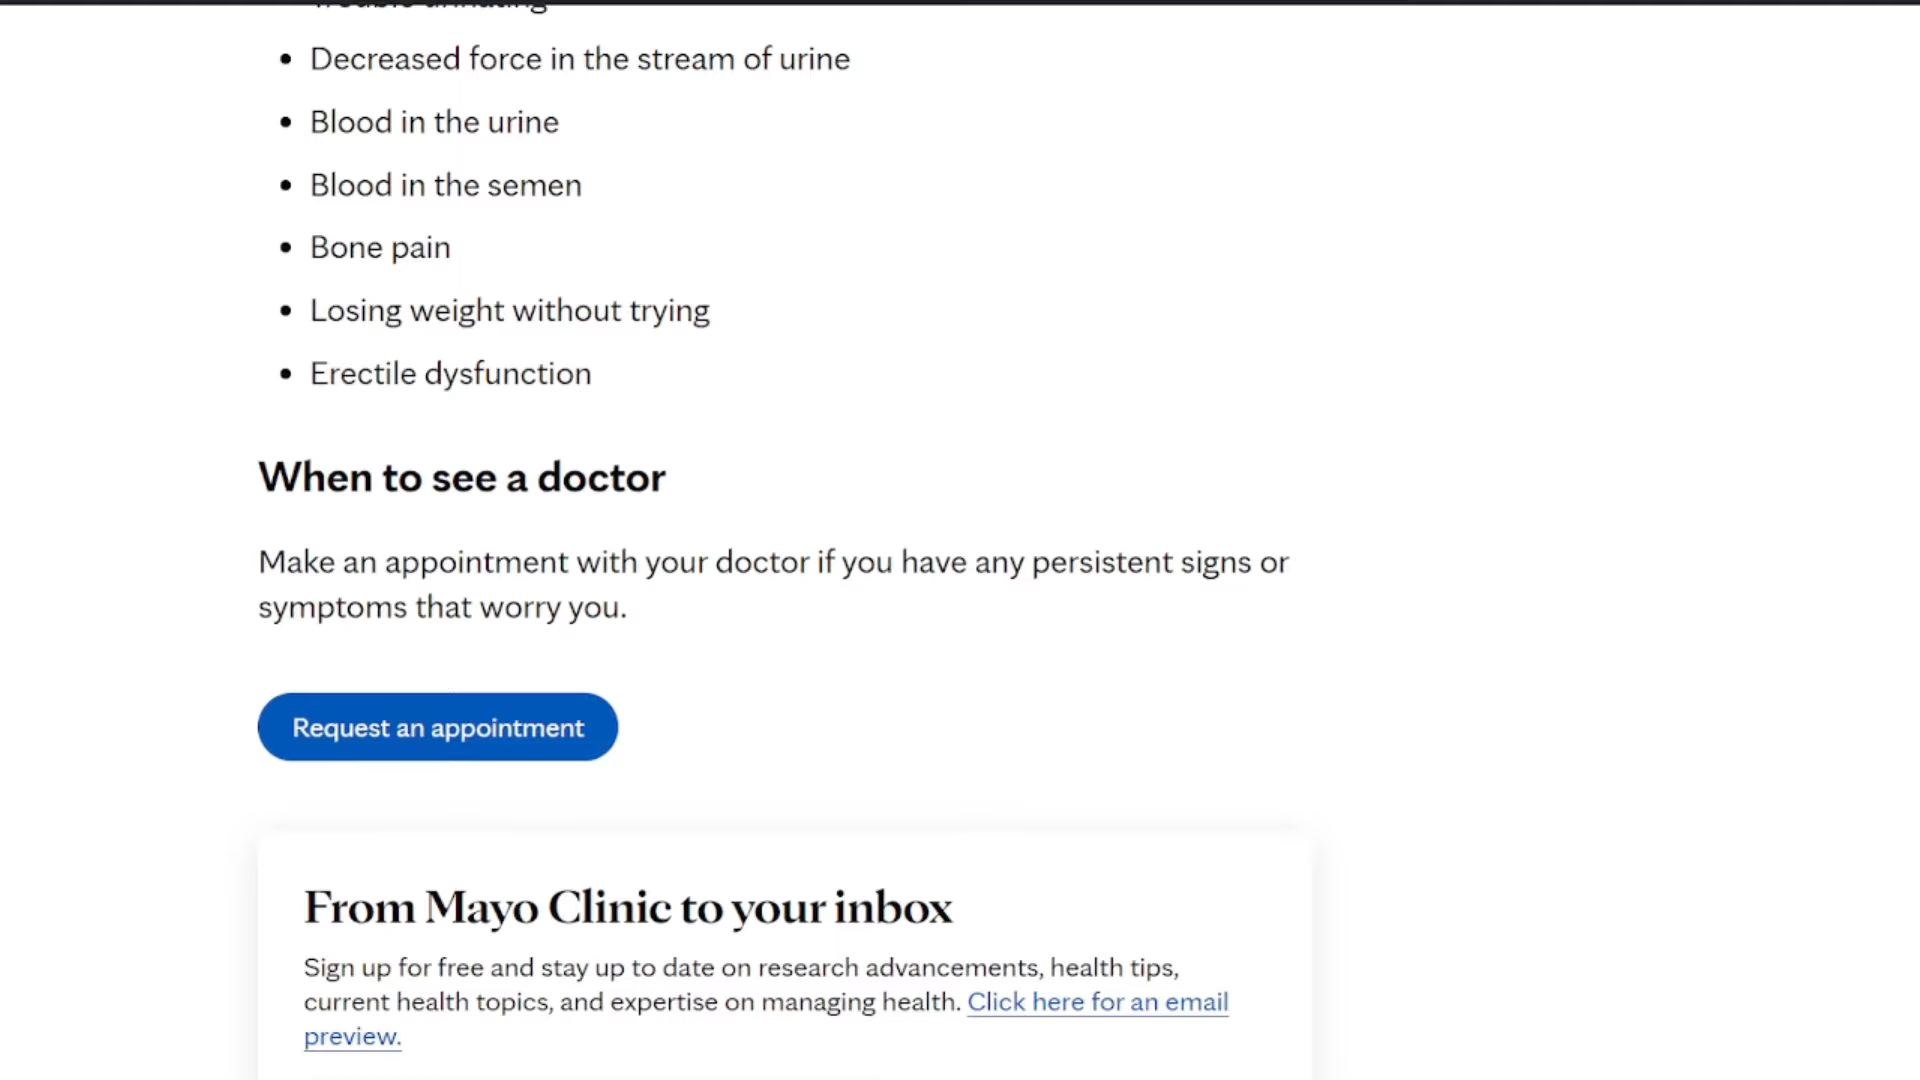 Trouble urinating
Decreased force in the stream of urine
Blood in the urine
Blood in the semen
Bone pain
Losing weight without trying
Erectile dysfunction
When to see a doctor
Make an appointment with your doctor if you have any persistent signs or
symptoms that worry you.
Request an appointment
From Mayo Clinic to your inbox
Sign up for free and stay up to date on research advancements, health tips,
current health topics, and expertise on managing health. Click here for an email
preview.